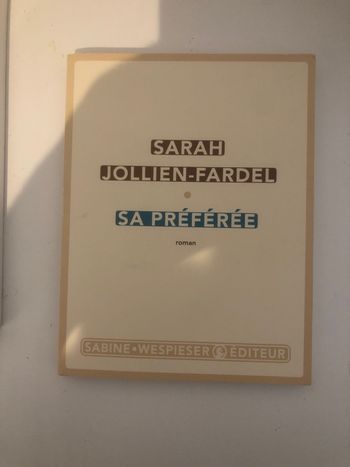 SARAH
JOLLIEN-FARDEL
SA PRÉFÉRÉE
roman
SABINE • WESPIESER ÉDITEUR